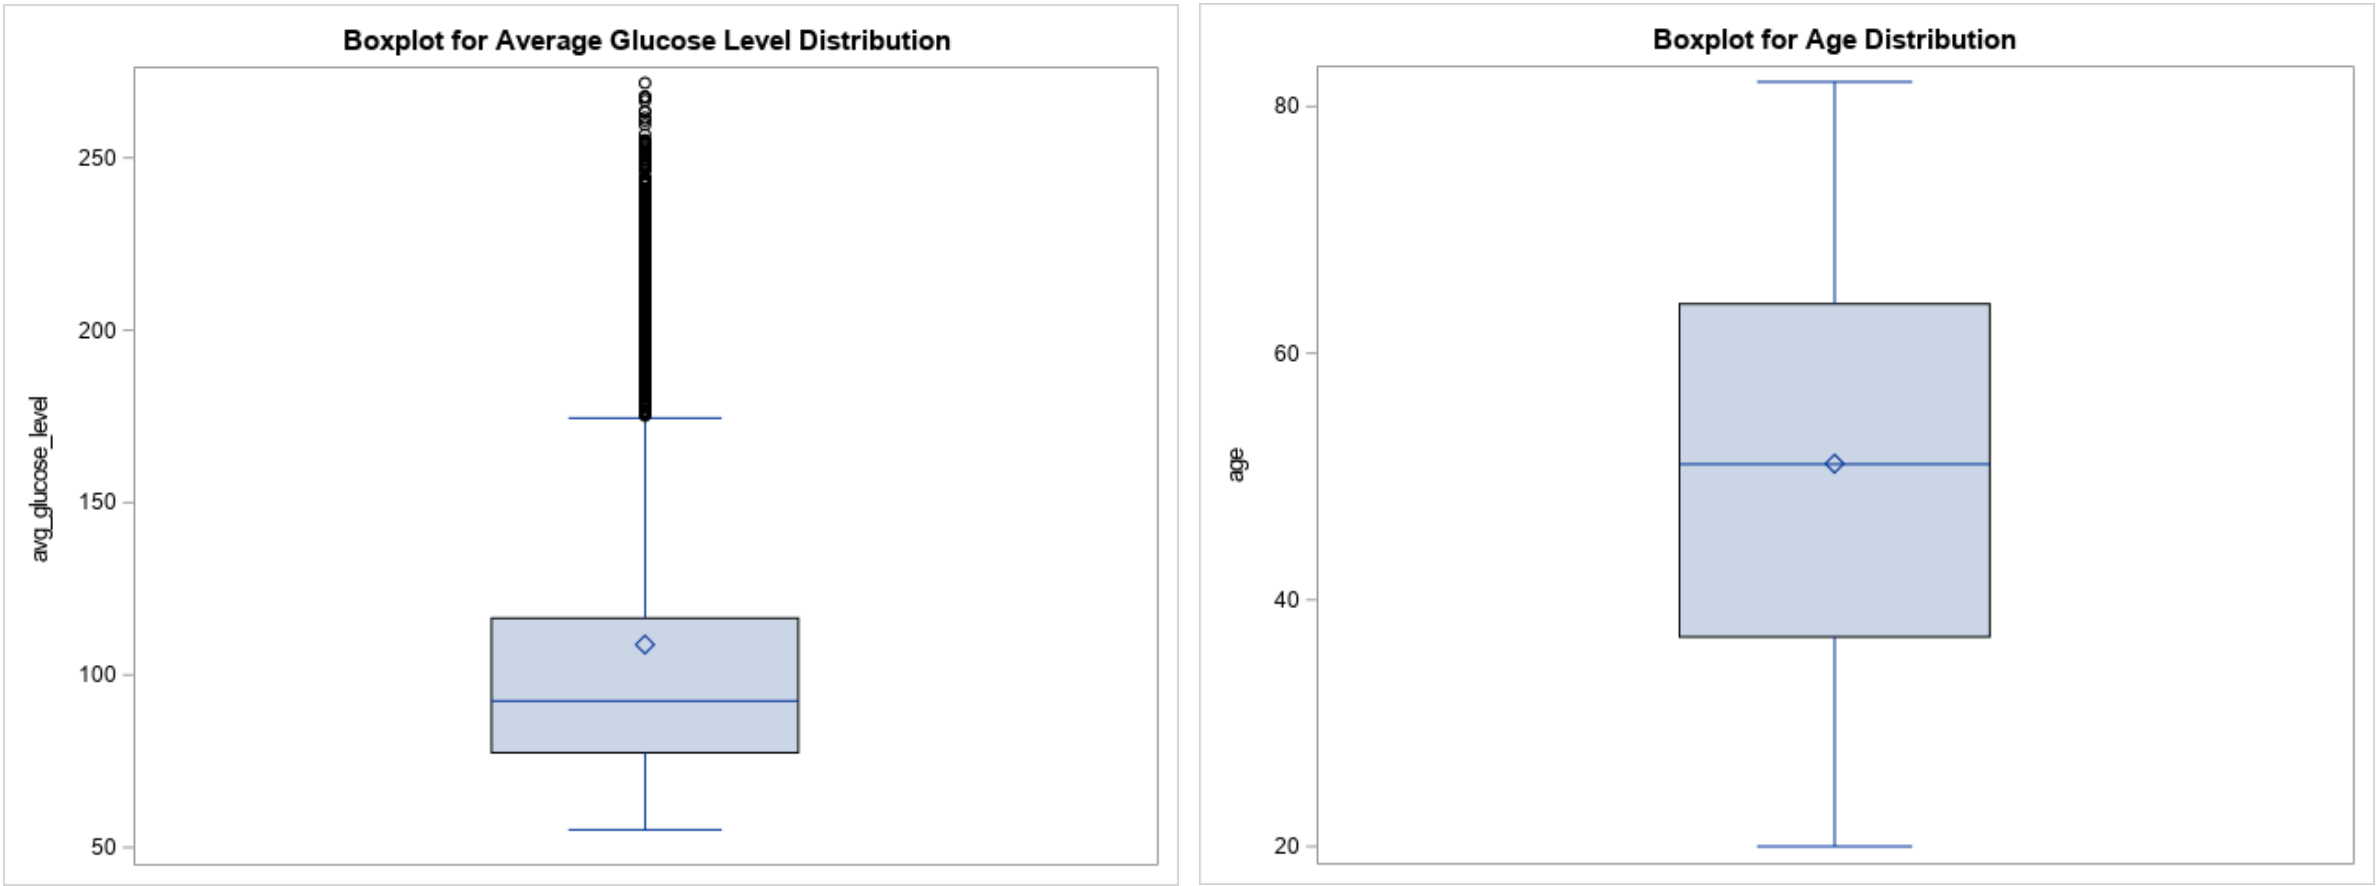 Boxplot for Average Glucose Level Distribution
250
200
150
100
50
avg_glucose_level
Boxplot for Age Distribution
80
60
40
20
age